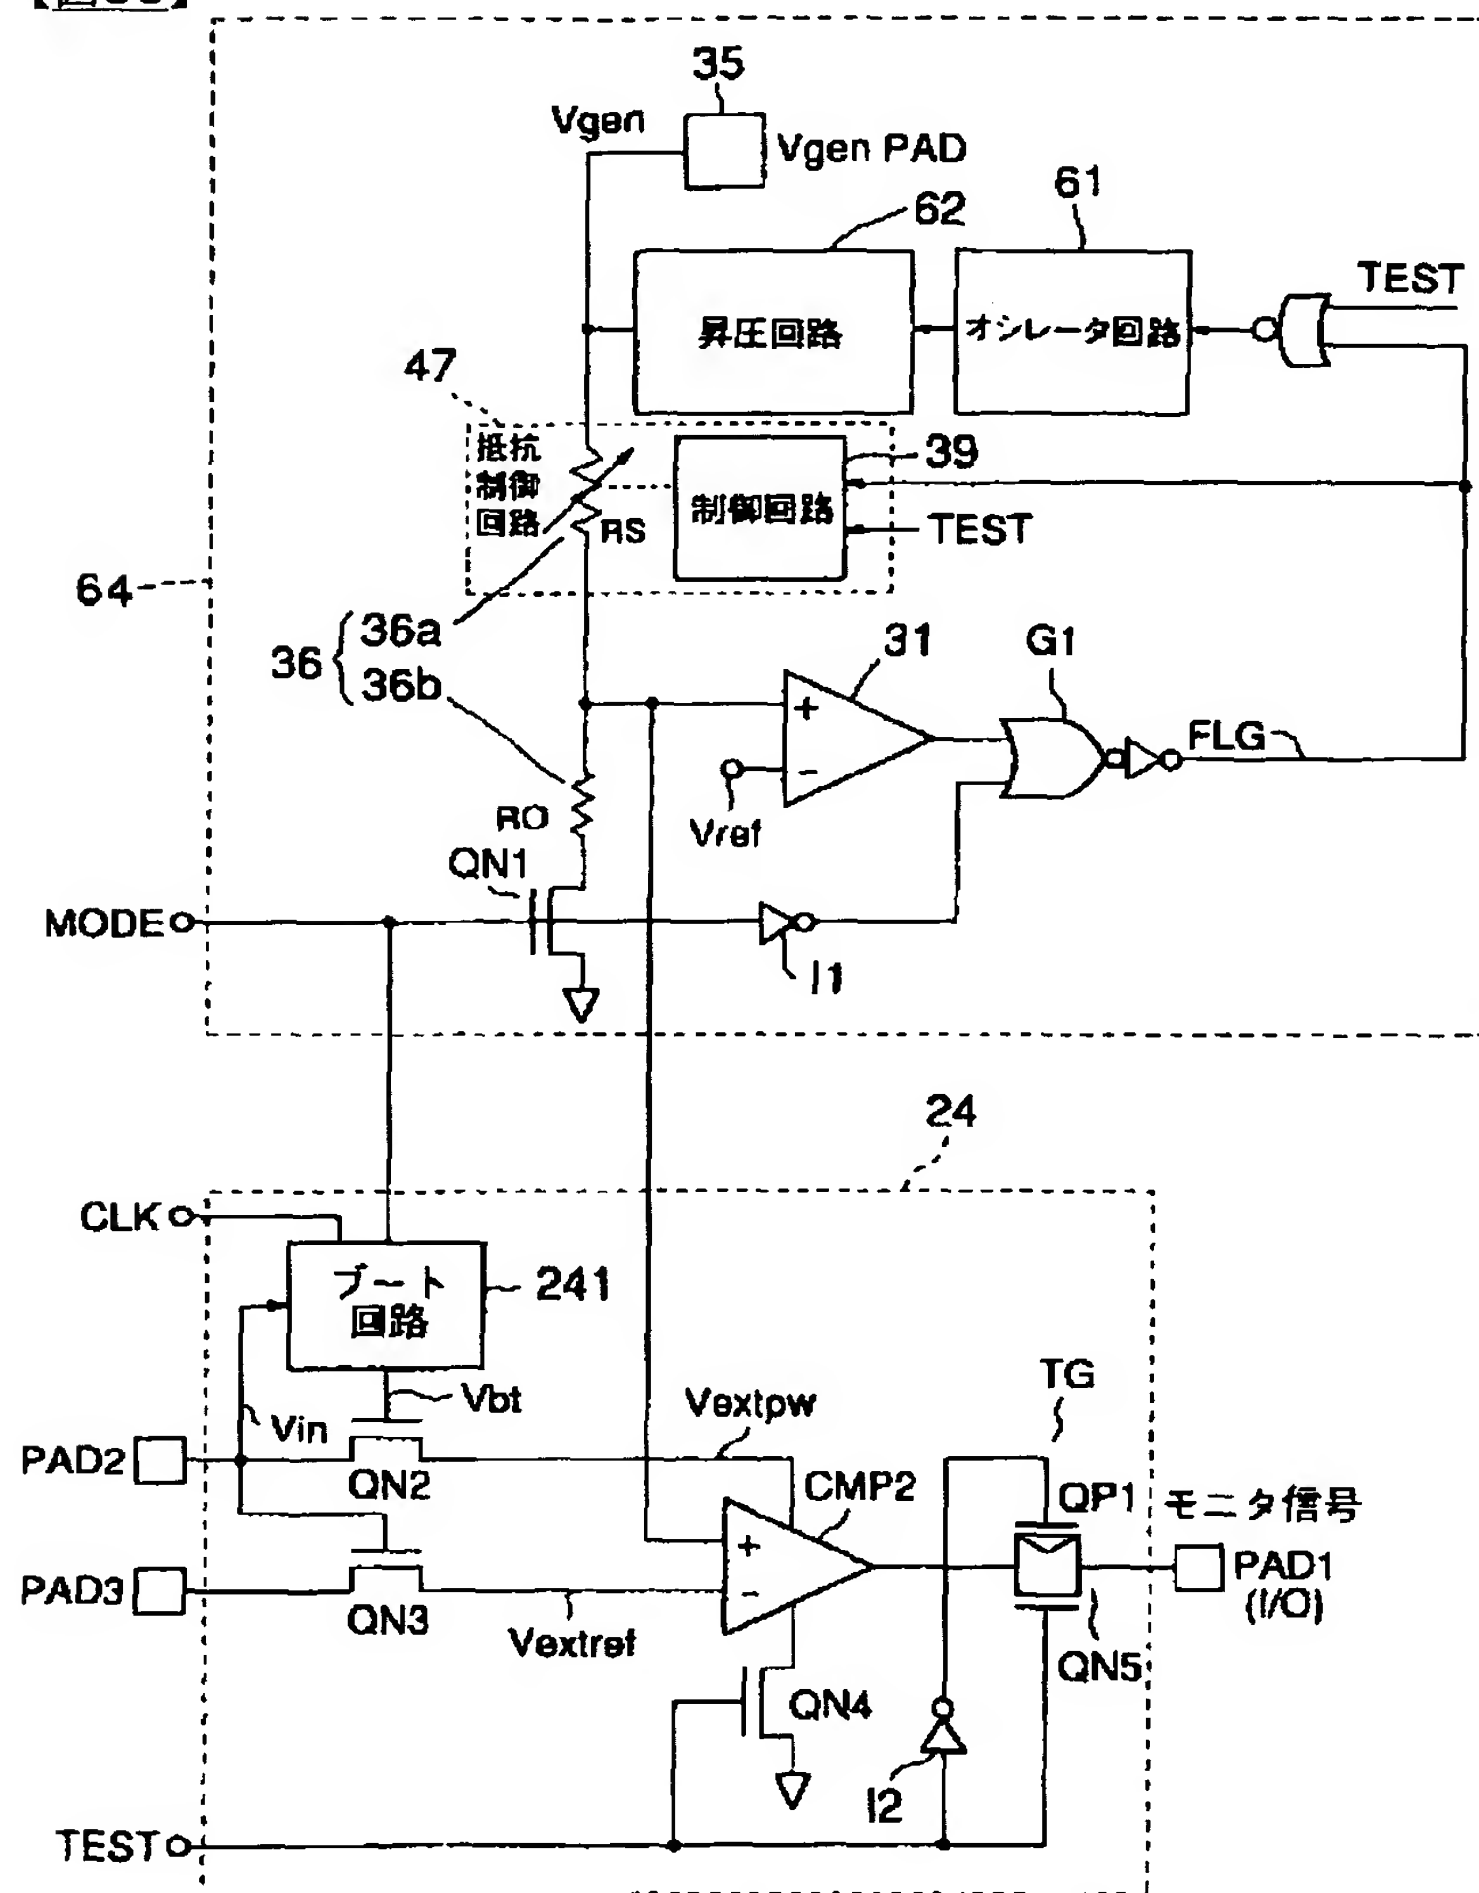 35
Vgen
Vgen PAD
62
61
TEST
昇圧回路
オシレータ回路
47
抵抗
制御
回路
RS
制御回路
39
TEST
64
36
36a
36b
31
G1
+
-
Vref
FLG
RO
QN1
MODE
I1
24
CLK
ブート
回路
241
Vbt
Vin
Vextpw
TG
PAD2
QN2
CMP2
QP1
モニタ信号
+
-
PAD3
QN3
Vextref
PAD1
(I/O)
QN5
QN4
I2
TEST